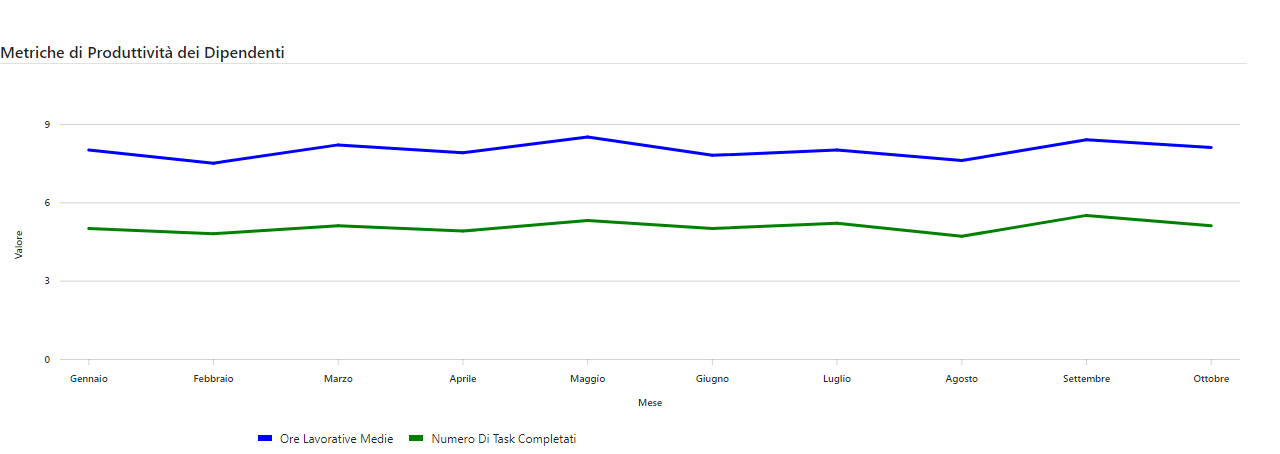 Metriche di Produttività dei Dipendenti
9
6
Valore
3
0
Gennaio Febbraio Marzo Aprile Maggio Giugno Luglio Agosto Settembre Ottobre
Mese
Ore Lavorative Medie Numero Di Task Completati